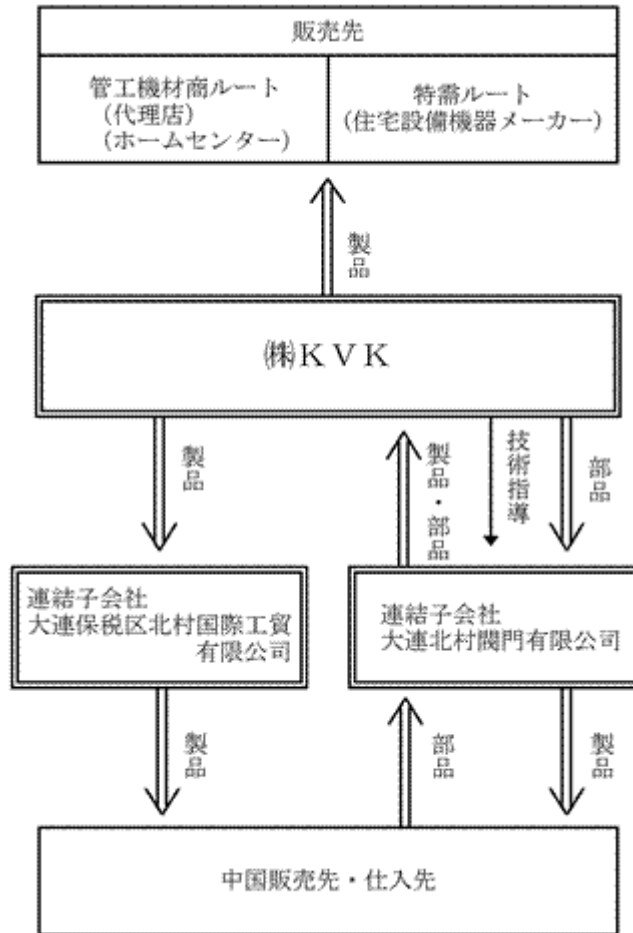 販売先
管工機材商ルート
(代理店)
(ホームセンター)
特需ルート
(住宅設備機器メーカー)
製品
㈱KVK
製品
製品・部品
技術指導
部品
連結子会社
大連保税区北村国際工貿
有限公司
連結子会社
大連北村閥門有限公司
製品
部品
製品
中国販売先・仕入先